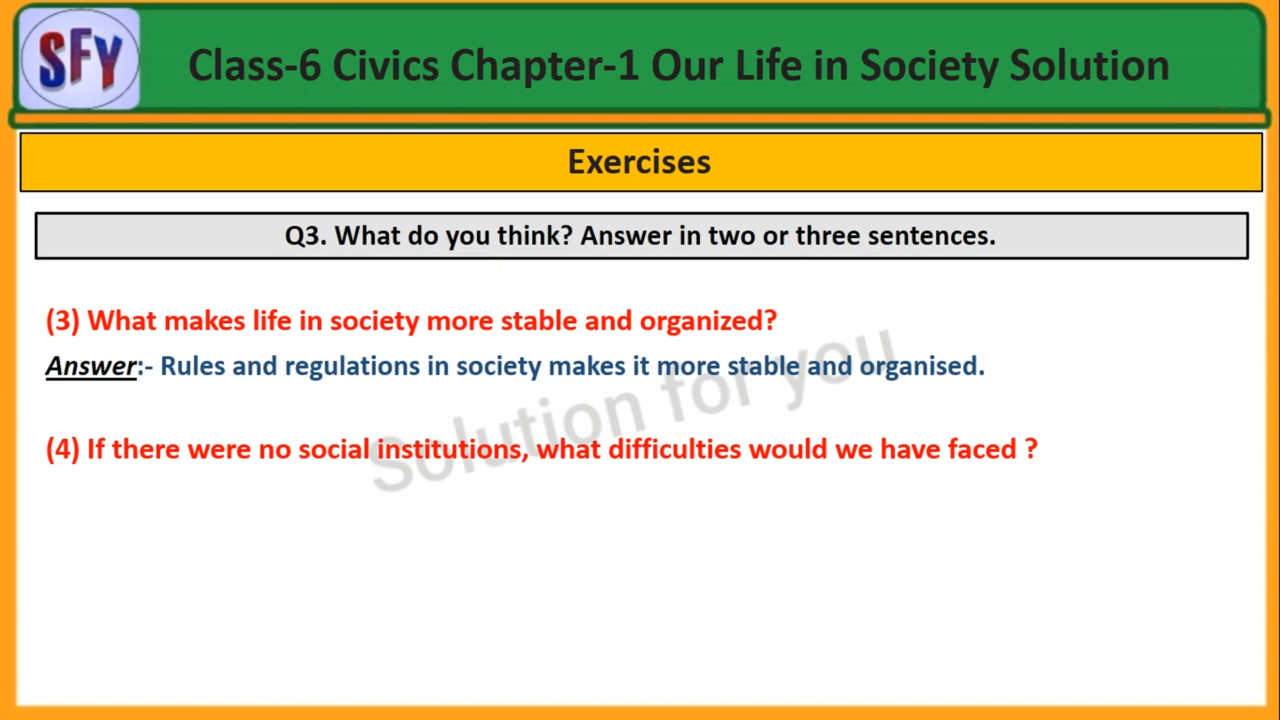 SFY
Class-6 Civics Chapter-1 Our Life in Society Solution
Exercises
Q3. What do you think? Answer in two or three sentences.
(3) What makes life in society more stable and organized?
Answer:- Rules and regulations in society makes it more stable and organised.
Solution for you
(4) If there were no social institutions, what difficulties would we have faced ?